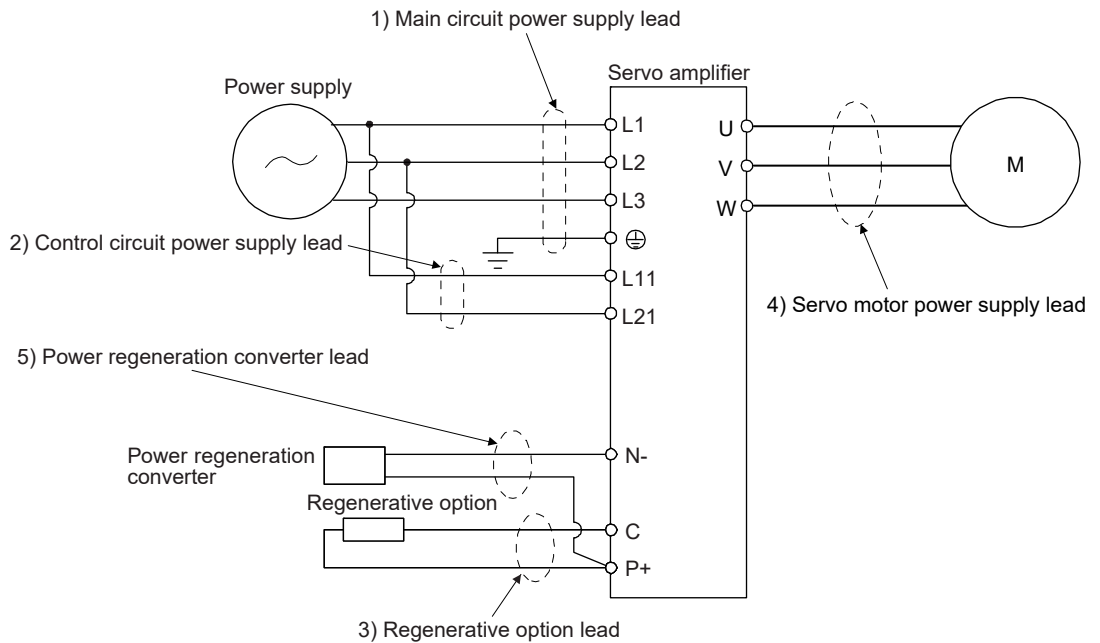 1) Main circuit power supply lead
Servo amplifier
Power supply
L1
U
L2
V
M
L3
W
2) Control circuit power supply lead
L11
4) Servo motor power supply lead
L21
5) Power regeneration converter lead
Power regeneration
converter
N-
Regenerative option
C
P+
3) Regenerative option lead